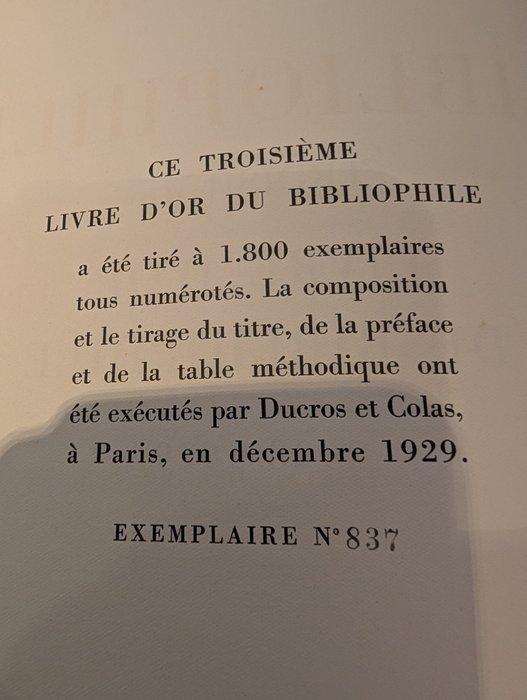 CE TROISIÈME
LIVRE D'OR DU BIBLIOPHILE
a été tiré à 1.800 exemplaires
tous numérotés. La composition
et le tirage du titre, de la préface
et de la table méthodique ont
été exécutés par Ducros et Colas,
à Paris, en décembre 1929.
EXEMPLAIRE N° 837